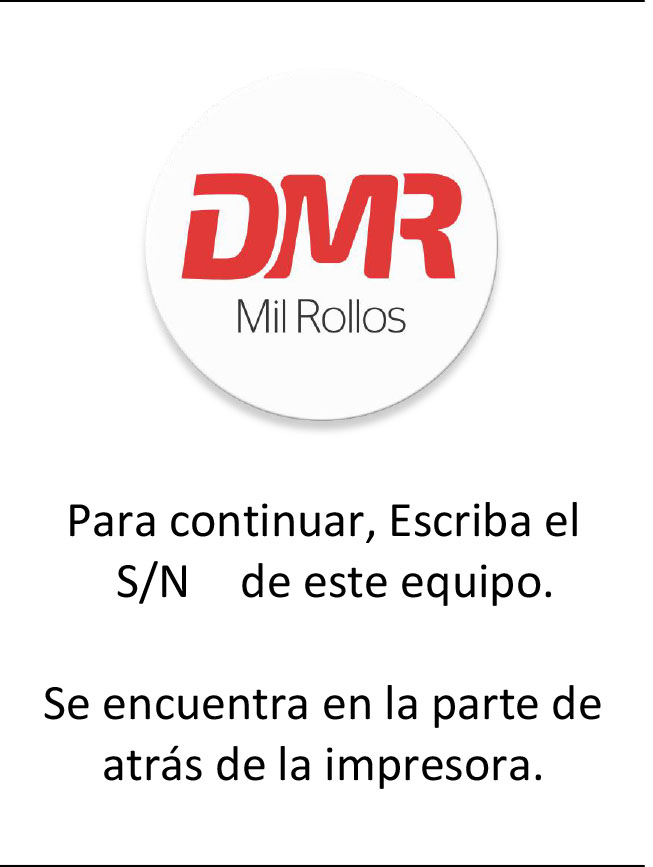 DMR
Mil Rollos
Para continuar, Escriba el
S/N de este equipo.
Se encuentra en la parte de
atrás de la impresora.